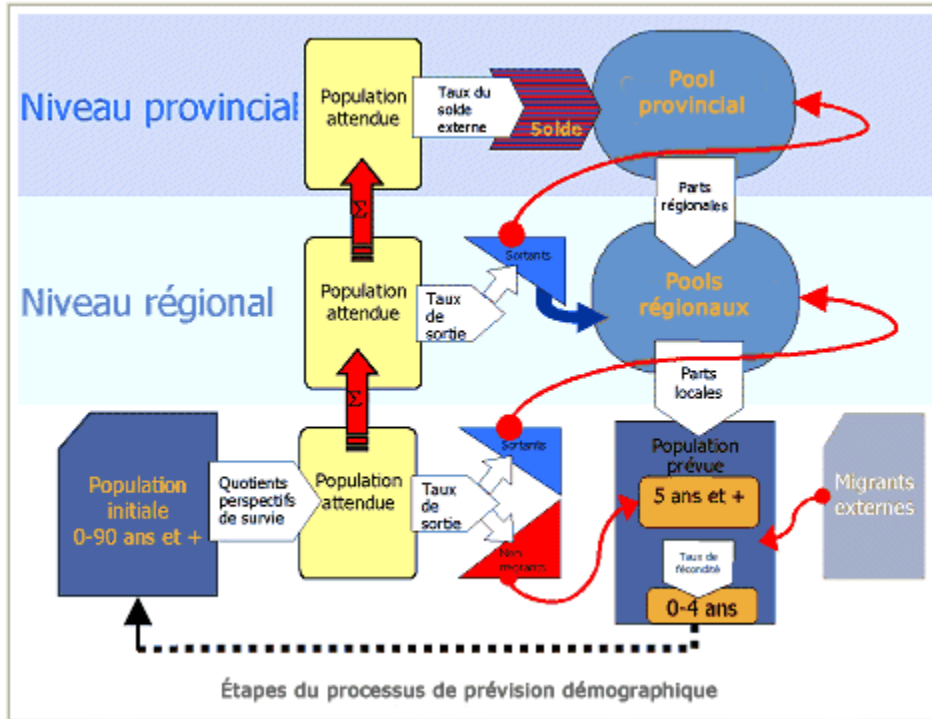 Niveau provincial
Population
attendue
Taux du
solde
externe
Solde
Pool
provincial
Σ
Parts
régionales
Niveau régional
Population
attendue
Taux
de
sortie
Sortants
Pools
régionaux
Σ
Parts
locales
Population
initiale
0-90 ans et +
Quotients
perspectifs
de survie
Population
attendue
Taux
de
sortie
Sortants
Non
migrants
Population
prévue
5 ans et +
Taux de
fécondité
0-4 ans
Migrants
externes
Étapes du processus de prévision démographique